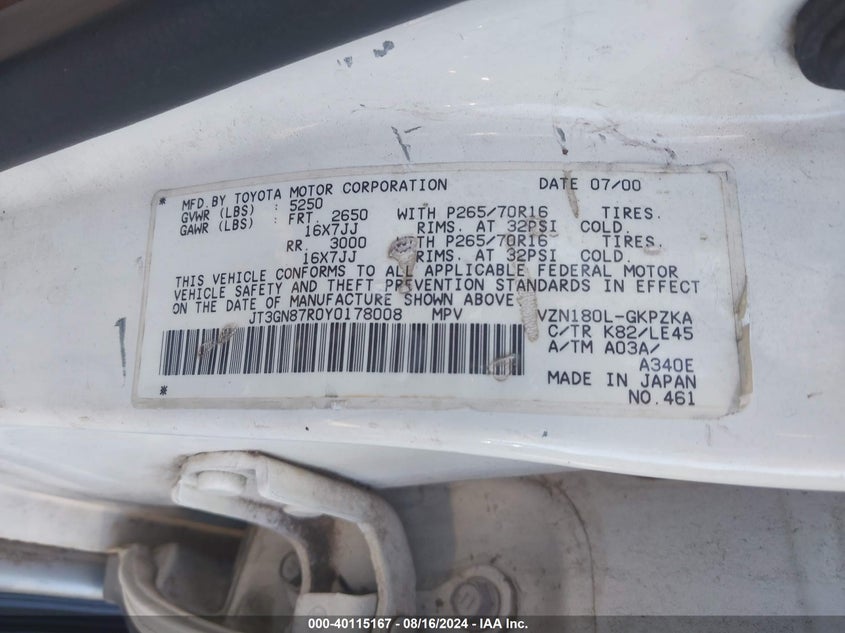 * MFD.BY TOYOTA MOTOR CORPORATION DATE 07/00
GVWR (LBS) : 5250
GAWR (LBS) : FRT. 2650 WITH P265/70R16 TIRES.
16X7JJ RIMS. AT 32PSI COLD.
RR. 3000 WITH P265/70R16 TIRES.
16X7JJ RIMS. AT 32PSI COLD.
THIS VEHICLE CONFORMS TO ALL APPLICABLE FEDERAL MOTOR
VEHICLE SAFETY AND THEFT PREVENTION STANDARDS IN EFFECT
ON THE DATE OF MANUFACTURE SHOWN ABOVE.
JT3GN87R0Y0178008 MPV VZN180L-GKPZKA
C/TR K82/LE45
A/TM A03A/
A340E
* MADE IN JAPAN
NO.461
000-40115167 - 08/16/2024 - IAA Inc.